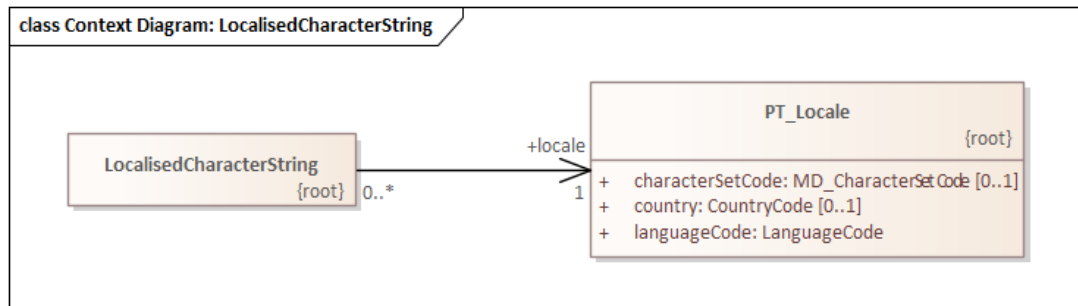 class Context Diagram: LocalisedCharacterString
PT_Locale
{root}
LocalisedCharacterString
{root}
+locale
0..*
1
+ characterSetCode: MD_CharacterSetCode [0..1]
+ country: CountryCode [0..1]
+ languageCode: LanguageCode